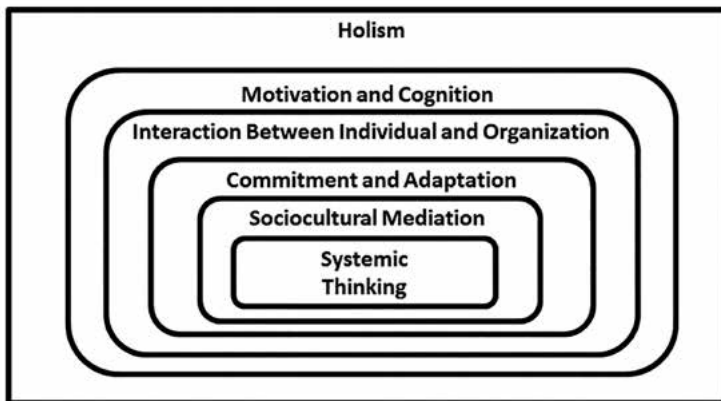 Holism
Motivation and Cognition
Interaction Between Individual and Organization
Commitment and Adaptation
Sociocultural Mediation
Systemic
Thinking